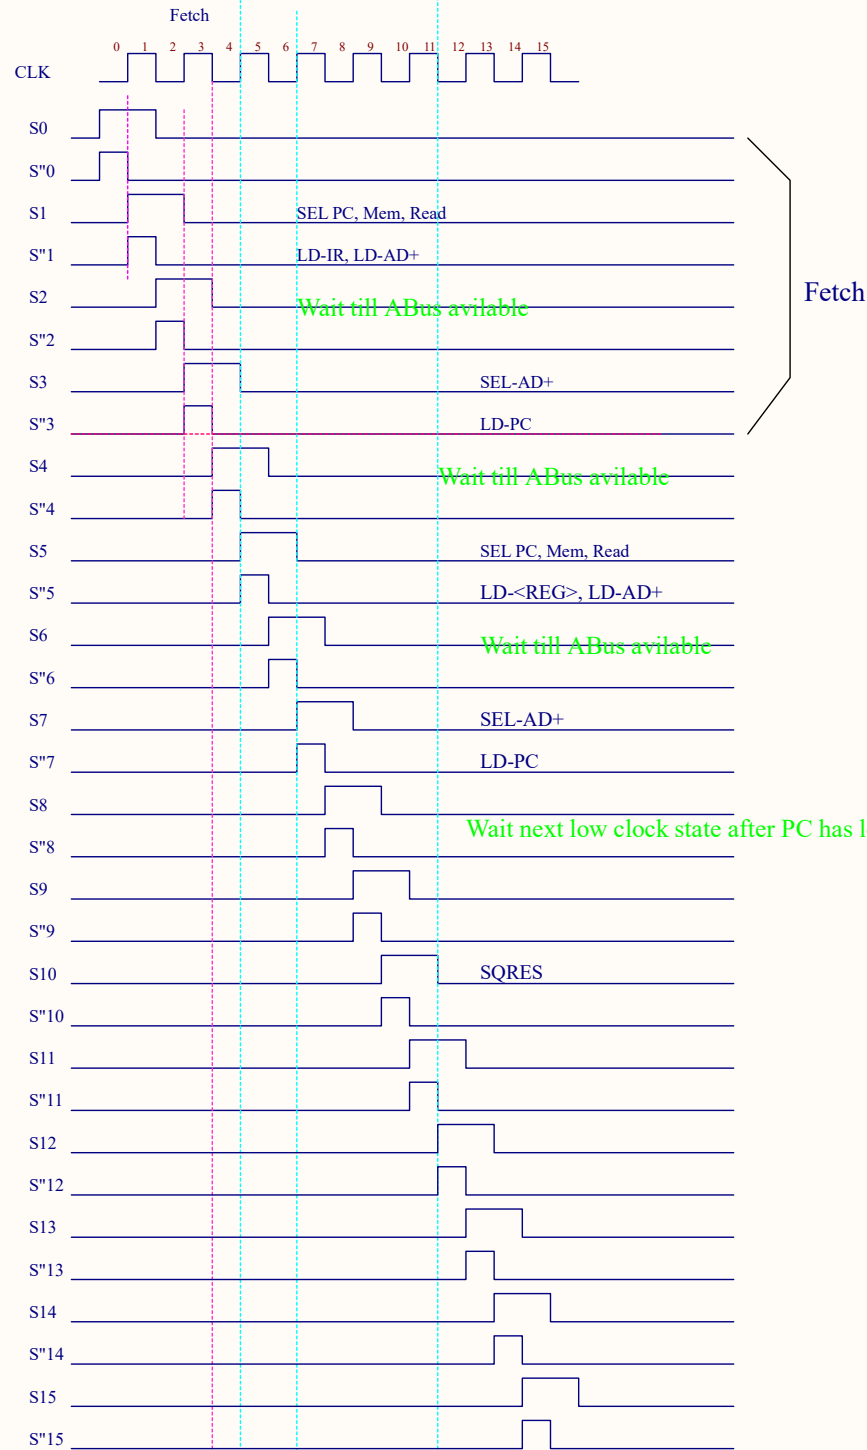 Fetch
0 1 2 3 4 5 6 7 8 9 10 11 12 13 14 15
CLK
S0
S"0
S1 SEL PC, Mem, Read
S"1 LD-IR, LD-AD+
S2
Wait till ABus avilable
Fetch
S"2
S3 SEL-AD+
S"3 LD-PC
S4
Wait till ABus avilable
S"4
S5 SEL PC, Mem, Read
S"5 LD-<REG>, LD-AD+
S6
Wait till ABus avilable
S"6
S7 SEL-AD+
S"7 LD-PC
S8
Wait next low clock state after PC has l
S"8
S9
S"9
S10 SQRES
S"10
S11
S"11
S12
S"12
S13
S"13
S14
S"14
S15
S"15